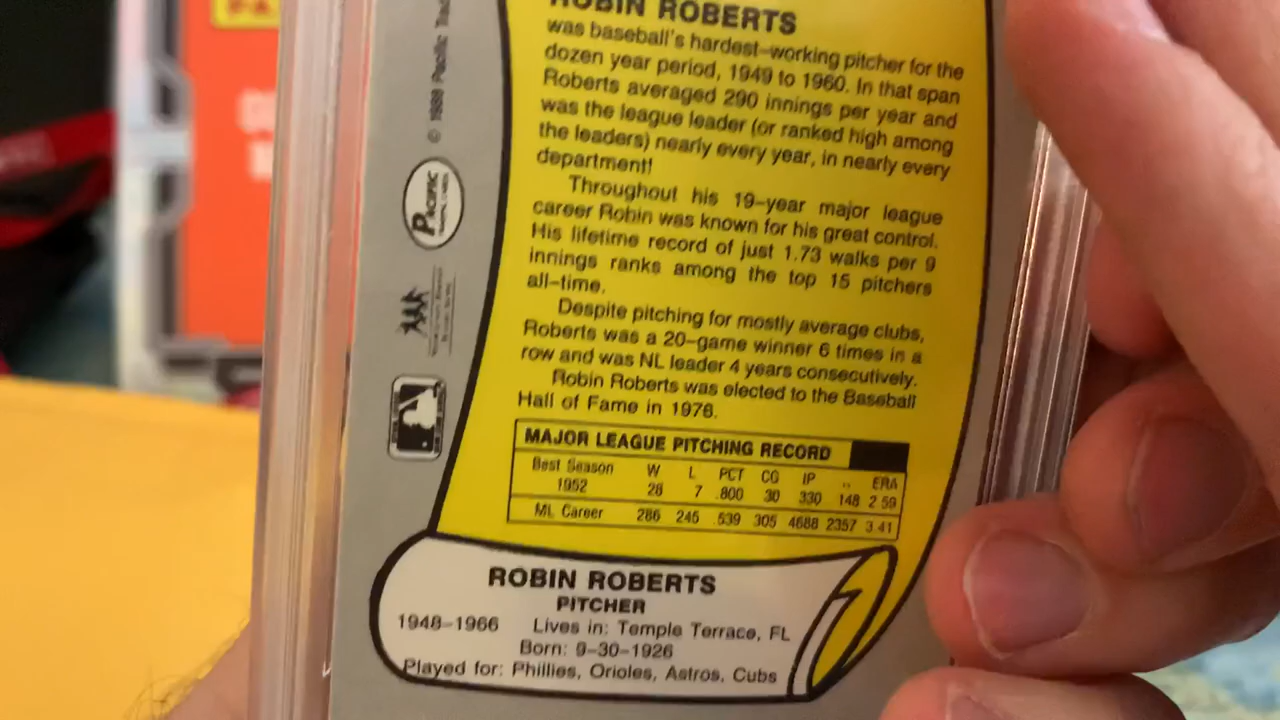 ROBIN ROBERTS
was baseball's hardest-working pitcher for the
dozen year period, 1949 to 1960. In that span
Roberts averaged 290 innings per year and
was the league leader (or ranked high among
the leaders) nearly every year, in nearly every
department!
Throughout his 19-year major league
career Robin was known for his great control.
His lifetime record of just 1.73 walks per 9
innings ranks among the top 15 pitchers
all-time.
Despite pitching for mostly average clubs,
Roberts was a 20-game winner 6 times in a
row and was NL leader 4 years consecutively.
Robin Roberts was elected to the Baseball
Hall of Fame in 1976.
MAJOR LEAGUE PITCHING RECORD
Best Season W L PCT CG IP ERA
1952 28 7 .800 30 330 148 2.59
ML Career 286 245 .539 305 4688 2357 3.41
ROBIN ROBERTS
PITCHER
1948-1966 Lives in: Temple Terrace, FL
Born: 9-30-1926
Played for: Phillies, Orioles, Astros, Cubs
© 1988 Pacific
PACIFIC